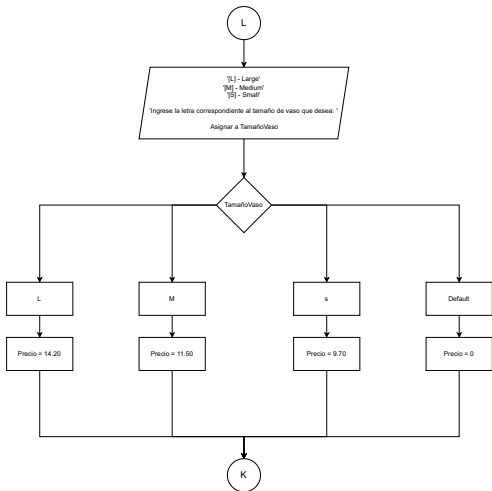 L
'[L] - Large'
'[M] - Medium'
'[S] - Small'
'Ingrese la letra correspondiente al tamaño de vaso que desea: '
Asignar a TamañoVaso
TamañoVaso
L
M
s
Default
Precio = 14.20
Precio = 11.50
Precio = 9.70
Precio = 0
K